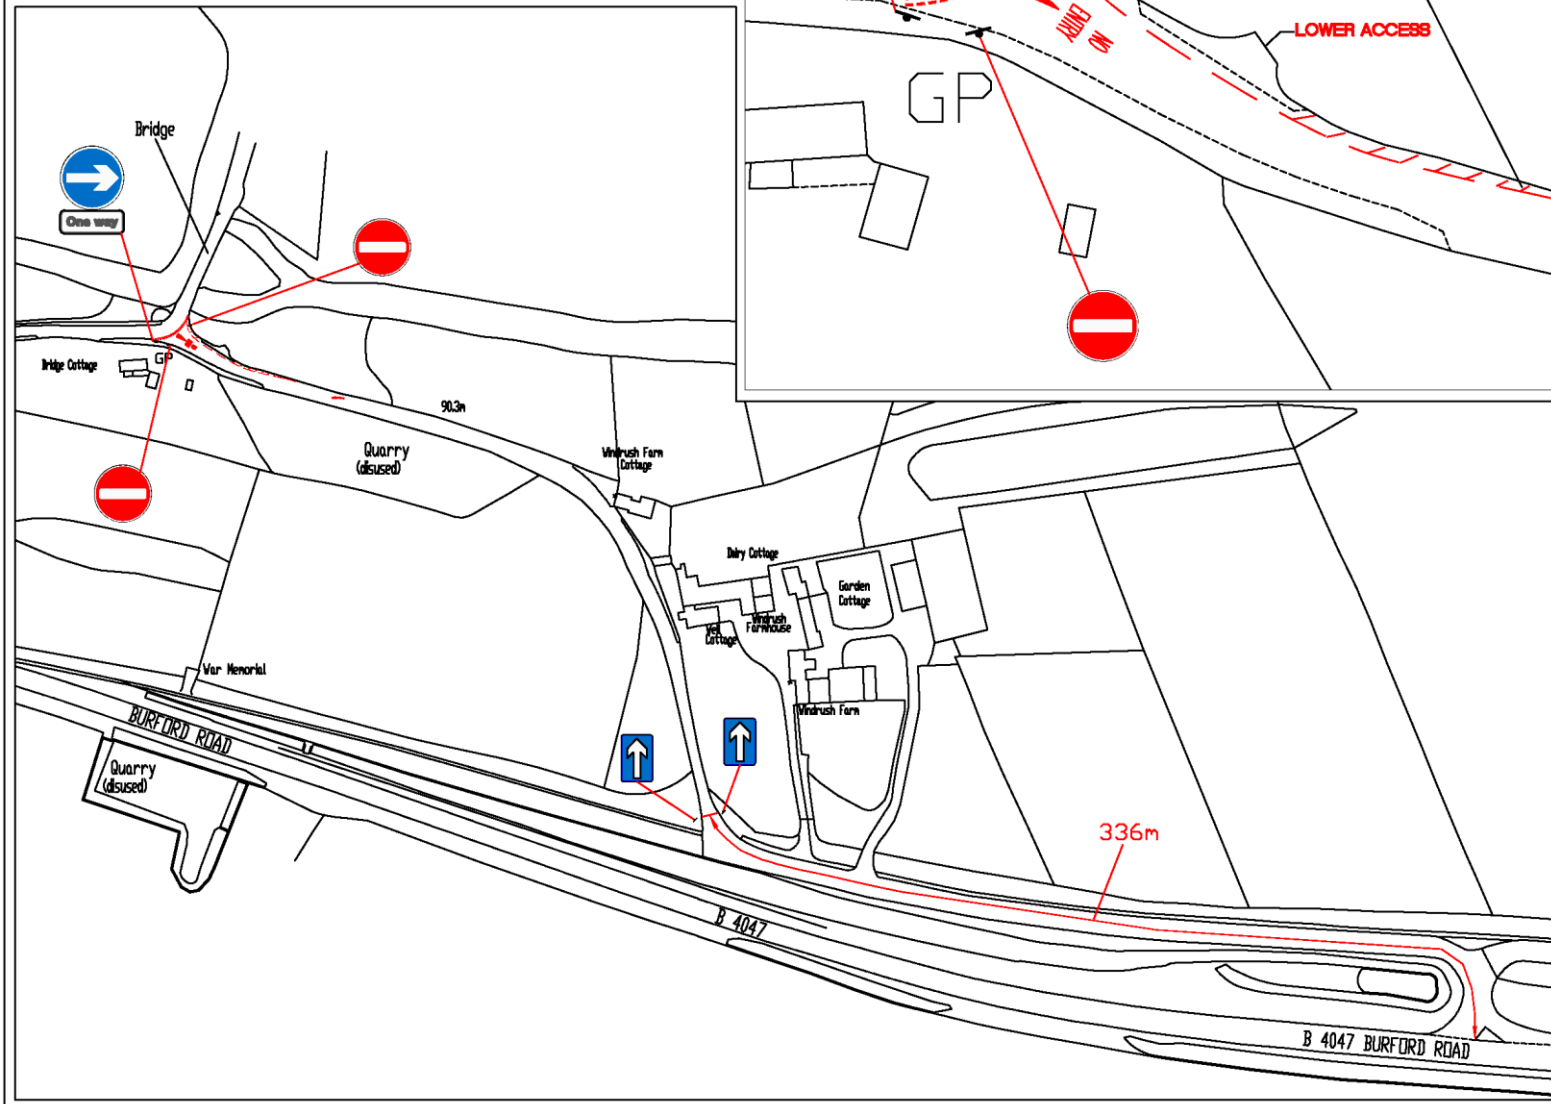 NO
ENTRY
LOWER ACCESS
GP
Bridge
One way
Bridge Cottage
GP
90.3m
Quarry
(disused)
Windrush Farm
Cottage
Dairy Cottage
Garden
Cottage
Windrush
Farmhouse
Well
Cottage
War Memorial
Windrush Farm
BURFORD ROAD
Quarry
(disused)
336m
B 4047
B 4047 BURFORD ROAD